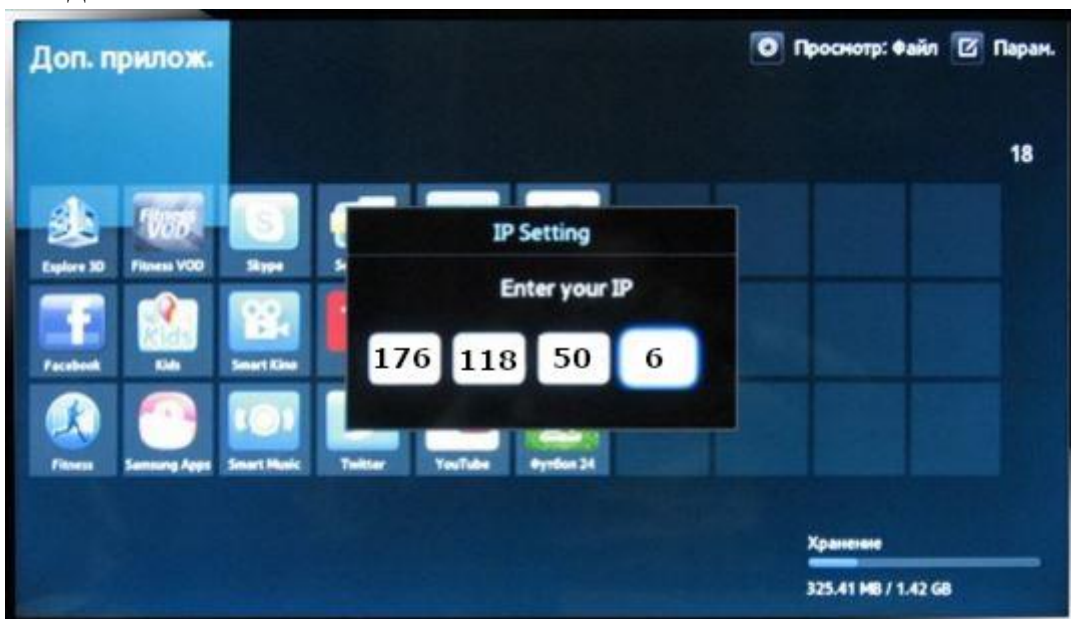 Доп. прилож.
Просмотр: Файл
Парам.
18
Explore 3D
Fitness VOD
Fitness VOD
Skype
IP Setting
Enter your IP
176 118 50 6
Facebook
Kids
Kids
Smart Kino
Fitness
Samsung Apps
Smart Music
Twitter
YouTube
Футбол 24
Хранение
325.41 MB / 1.42 GB